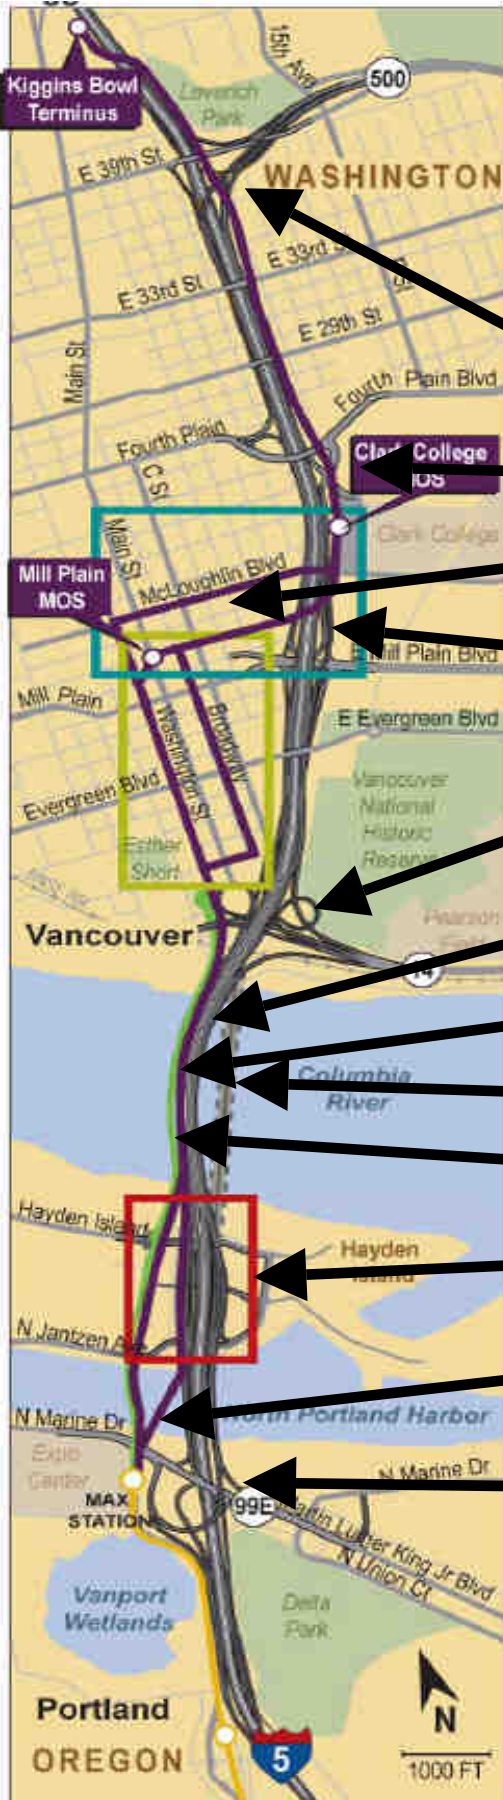 15th Ave
Kiggins Bowl
Terminus
500
Leverich
Park
E 39th St
WASHINGTON
E 33rd
E 33rd St
St
E 29th St
Main St
Fourth Plain Blvd
Fourth Plain
Clark College
MOS
C St
Main St
Clark College
McLoughlin Blvd
Mill Plain
MOS
E Mill Plain Blvd
Mill Plain
Washington St
Broadway
E Evergreen Blvd
Evergreen Blvd
Vancouver
National
Historic
Reserve
Esther
Short
Pearson
Field
Vancouver
14
Columbia
River
Hayden Island
Hayden
Island
N Jantzen Ave
N Marine Dr
North Portland Harbor
Expo
Center
N Marine Dr
MAX
STATION
99E
Martin Luther King Jr Blvd
N Union Ct
Vanport
Wetlands
Delta
Park
Portland
N
OREGON
5
1000 FT